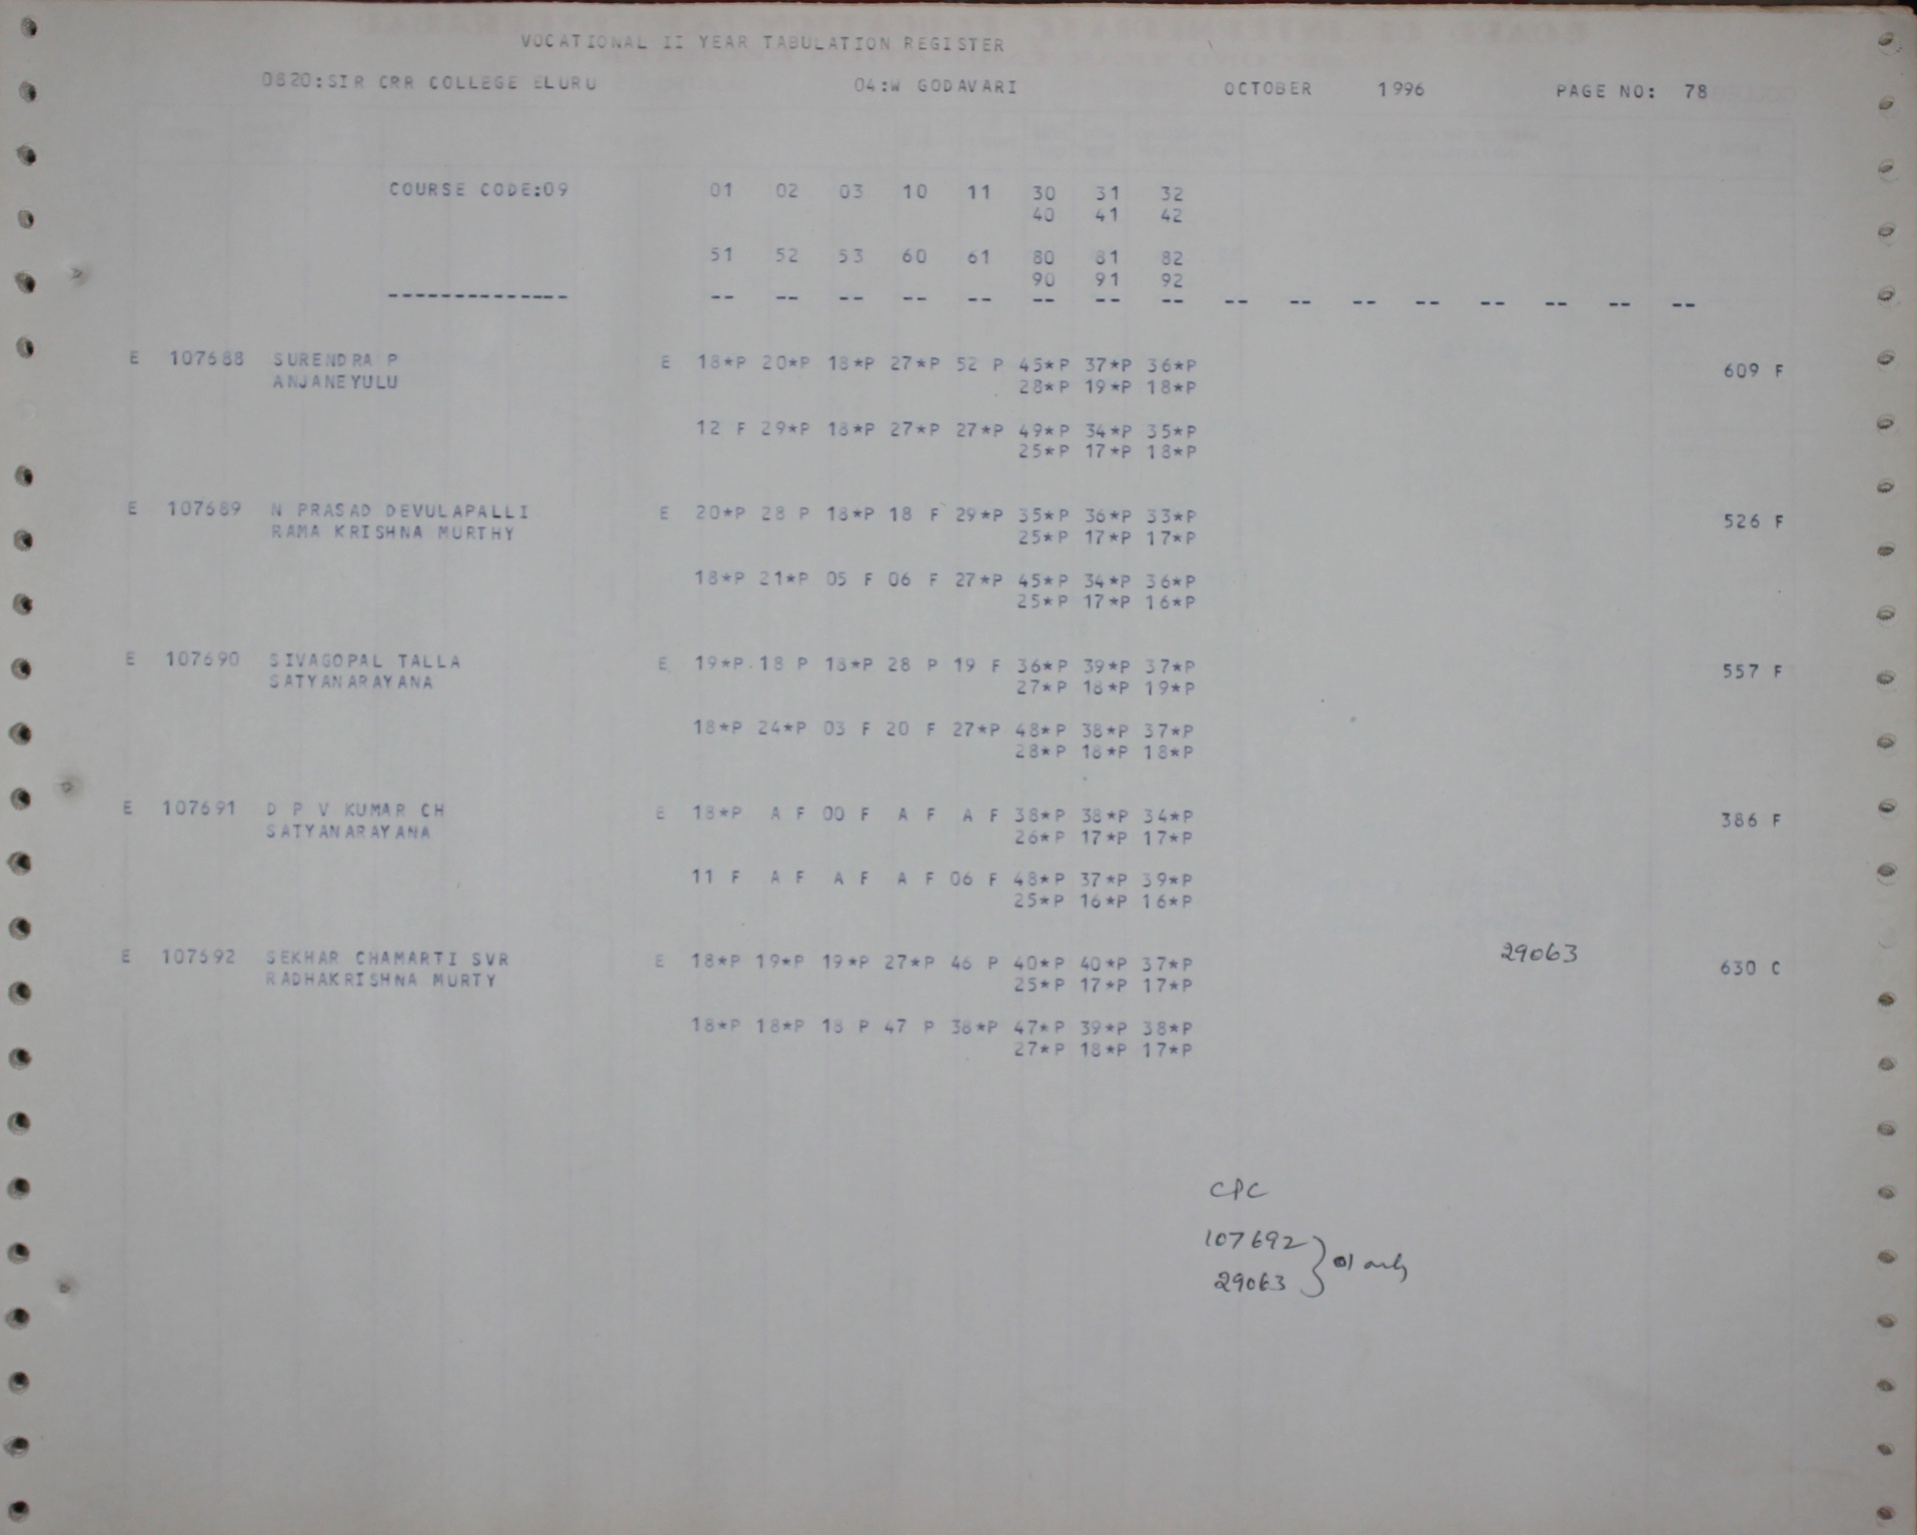 VOCATIONAL II YEAR TABULATION REGISTER
0820:SIR CRR COLLEGE ELURU 04:W GODAVARI OCTOBER 1996 PAGE NO: 78
COURSE CODE:09 01 02 03 10 11 30 31 32
40 41 42
51 52 53 60 61 80 81 82
90 91 92
-------------- -- -- -- -- -- -- -- -- -- -- -- -- -- -- -- --
E 107688 SURENDRA P E 18*P 20*P 18*P 27*P 52 P 45*P 37*P 36*P 609 F
ANJANEYULU 28*P 19*P 18*P
12 F 29*P 18*P 27*P 27*P 49*P 34*P 35*P
25*P 17*P 18*P
E 107689 N PRASAD DEVULAPALLI E 20*P 28 P 18*P 18 F 29*P 35*P 36*P 33*P 526 F
RAMA KRISHNA MURTHY 25*P 17*P 17*P
18*P 21*P 05 F 06 F 27*P 45*P 34*P 36*P
25*P 17*P 16*P
E 107690 SIVAGOPAL TALLA E 19*P 18 P 18*P 28 P 19 F 36*P 39*P 37*P 557 F
SATYANARAYANA 27*P 18*P 19*P
18*P 24*P 03 F 20 F 27*P 48*P 38*P 37*P
28*P 18*P 18*P
E 107691 D P V KUMAR CH E 18*P A F 00 F A F A F 38*P 38*P 34*P 386 F
SATYANARAYANA 26*P 17*P 17*P
11 F A F A F A F 06 F 48*P 37*P 39*P
25*P 16*P 16*P
E 107692 SEKHAR CHAMARTI SVR E 18*P 19*P 19*P 27*P 46 P 40*P 40*P 37*P 29063 630 C
RADHAKRISHNA MURTY 25*P 17*P 17*P
18*P 18*P 18 P 47 P 38*P 47*P 39*P 38*P
27*P 18*P 17*P
CPC
107692
29063 } 01 only